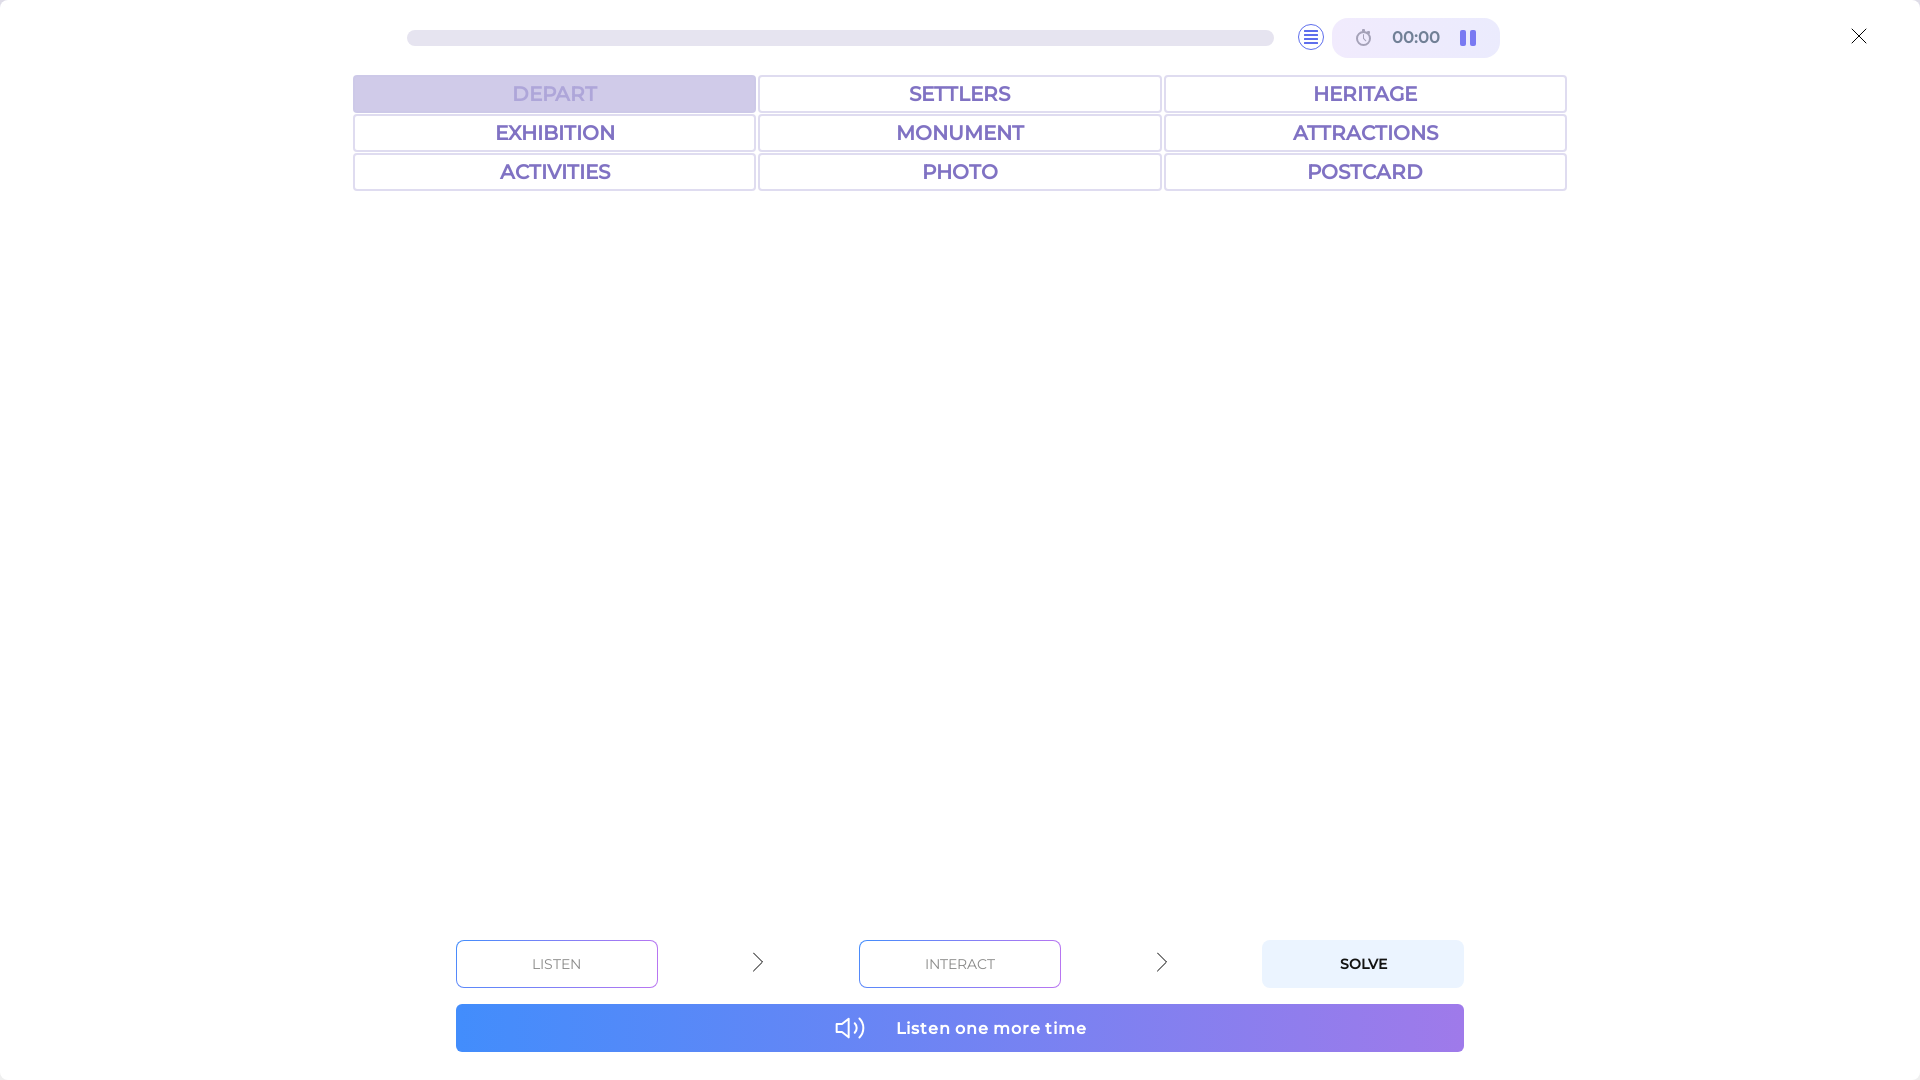 00:00
DEPART
SETTLERS
HERITAGE
EXHIBITION
MONUMENT
ATTRACTIONS
ACTIVITIES
PHOTO
POSTCARD
LISTEN
INTERACT
SOLVE
Listen one more time